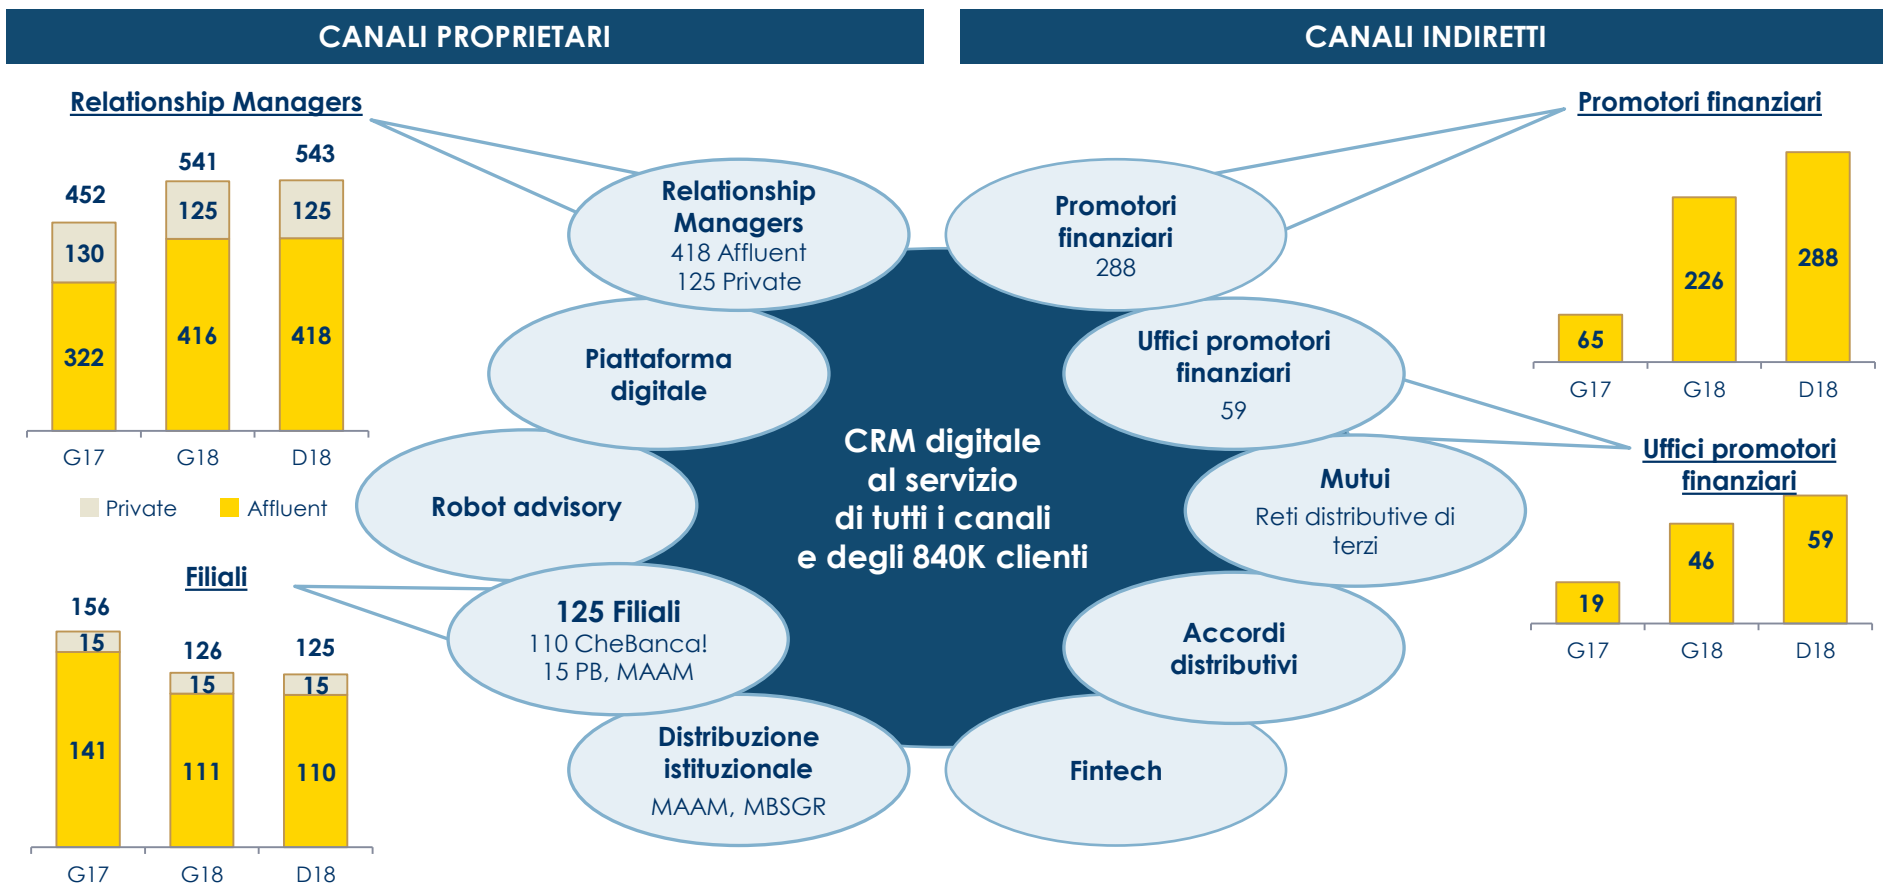 CANALI PROPRIETARI
CANALI INDIRETTI
Relationship Managers
452
541
543
130
125
125
322
416
418
G17
G18
D18
Private
Affluent
Filiali
156
126
125
15
15
15
141
111
110
G17
G18
D18
Relationship
Managers
418 Affluent
125 Private
Piattaforma
digitale
Robot advisory
125 Filiali
110 CheBanca!
15 PB, MAAM
Distribuzione
istituzionale
MAAM, MBSGR
CRM digitale
al servizio
di tutti i canali
e degli 840K clienti
Promotori
finanziari
288
Uffici promotori
finanziari
59
Mutui
Reti distributive di
terzi
Accordi
distributivi
Fintech
Promotori finanziari
65
226
288
G17
G18
D18
Uffici promotori
finanziari
19
46
59
G17
G18
D18